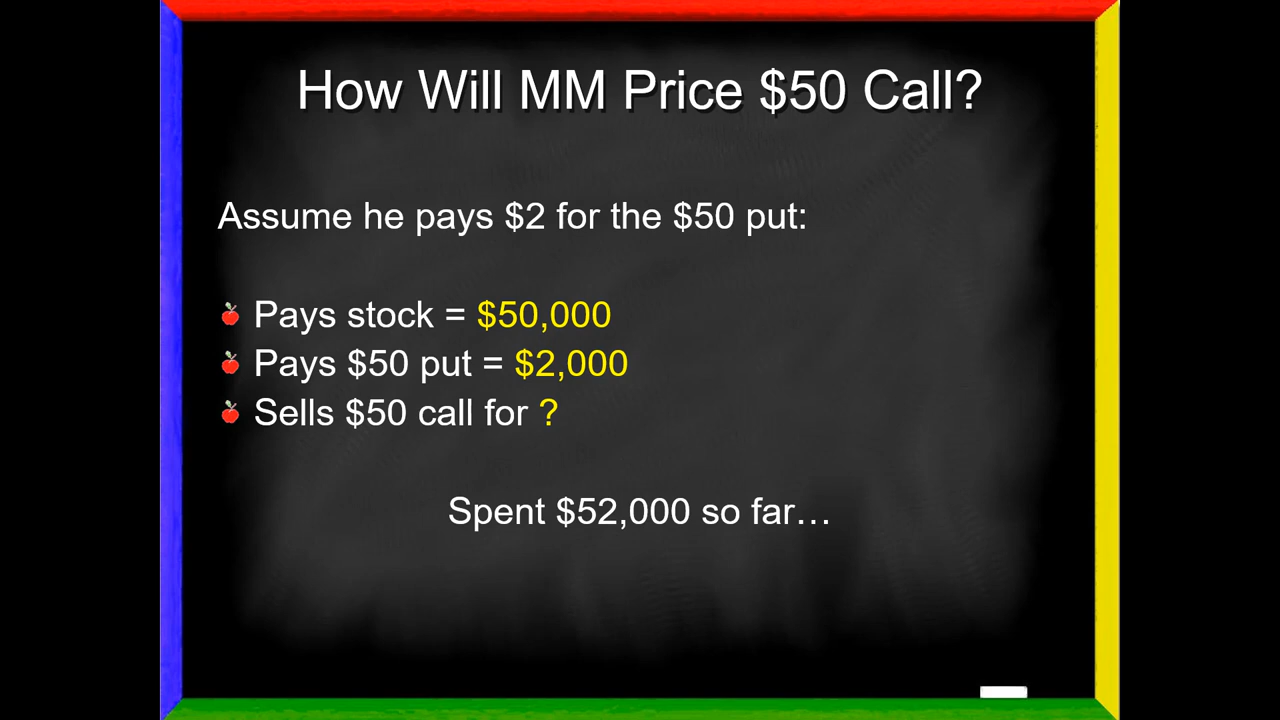 How Will MM Price $50 Call?
Assume he pays $2 for the $50 put:
Pays stock = $50,000
Pays $50 put = $2,000
Sells $50 call for ?
Spent $52,000 so far…